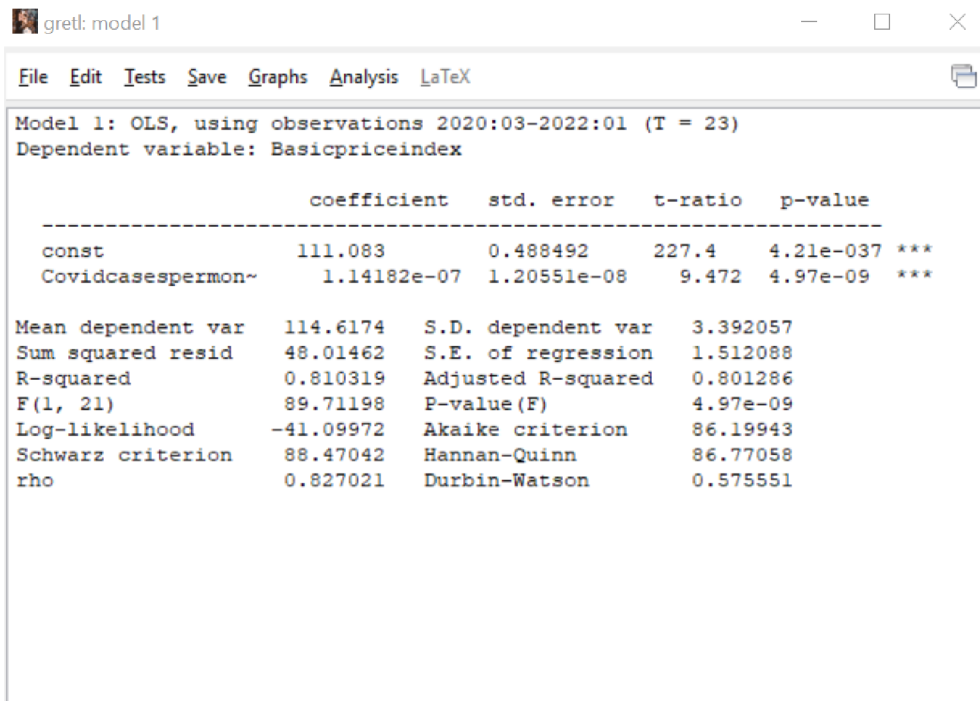 gretl: model 1
File Edit Tests Save Graphs Analysis LaTeX
Model 1: OLS, using observations 2020:03-2022:01 (T = 23)
Dependent variable: Basicpriceindex
coefficient std. error t-ratio p-value
---------------------------------------------------------------
const 111.083 0.488492 227.4 4.21e-037 ***
Covidcasespermon~ 1.14182e-07 1.20551e-08 9.472 4.97e-09 ***
Mean dependent var 114.6174 S.D. dependent var 3.392057
Sum squared resid 48.01462 S.E. of regression 1.512088
R-squared 0.810319 Adjusted R-squared 0.801286
F(1, 21) 89.71198 P-value(F) 4.97e-09
Log-likelihood -41.09972 Akaike criterion 86.19943
Schwarz criterion 88.47042 Hannan-Quinn 86.77058
rho 0.827021 Durbin-Watson 0.575551